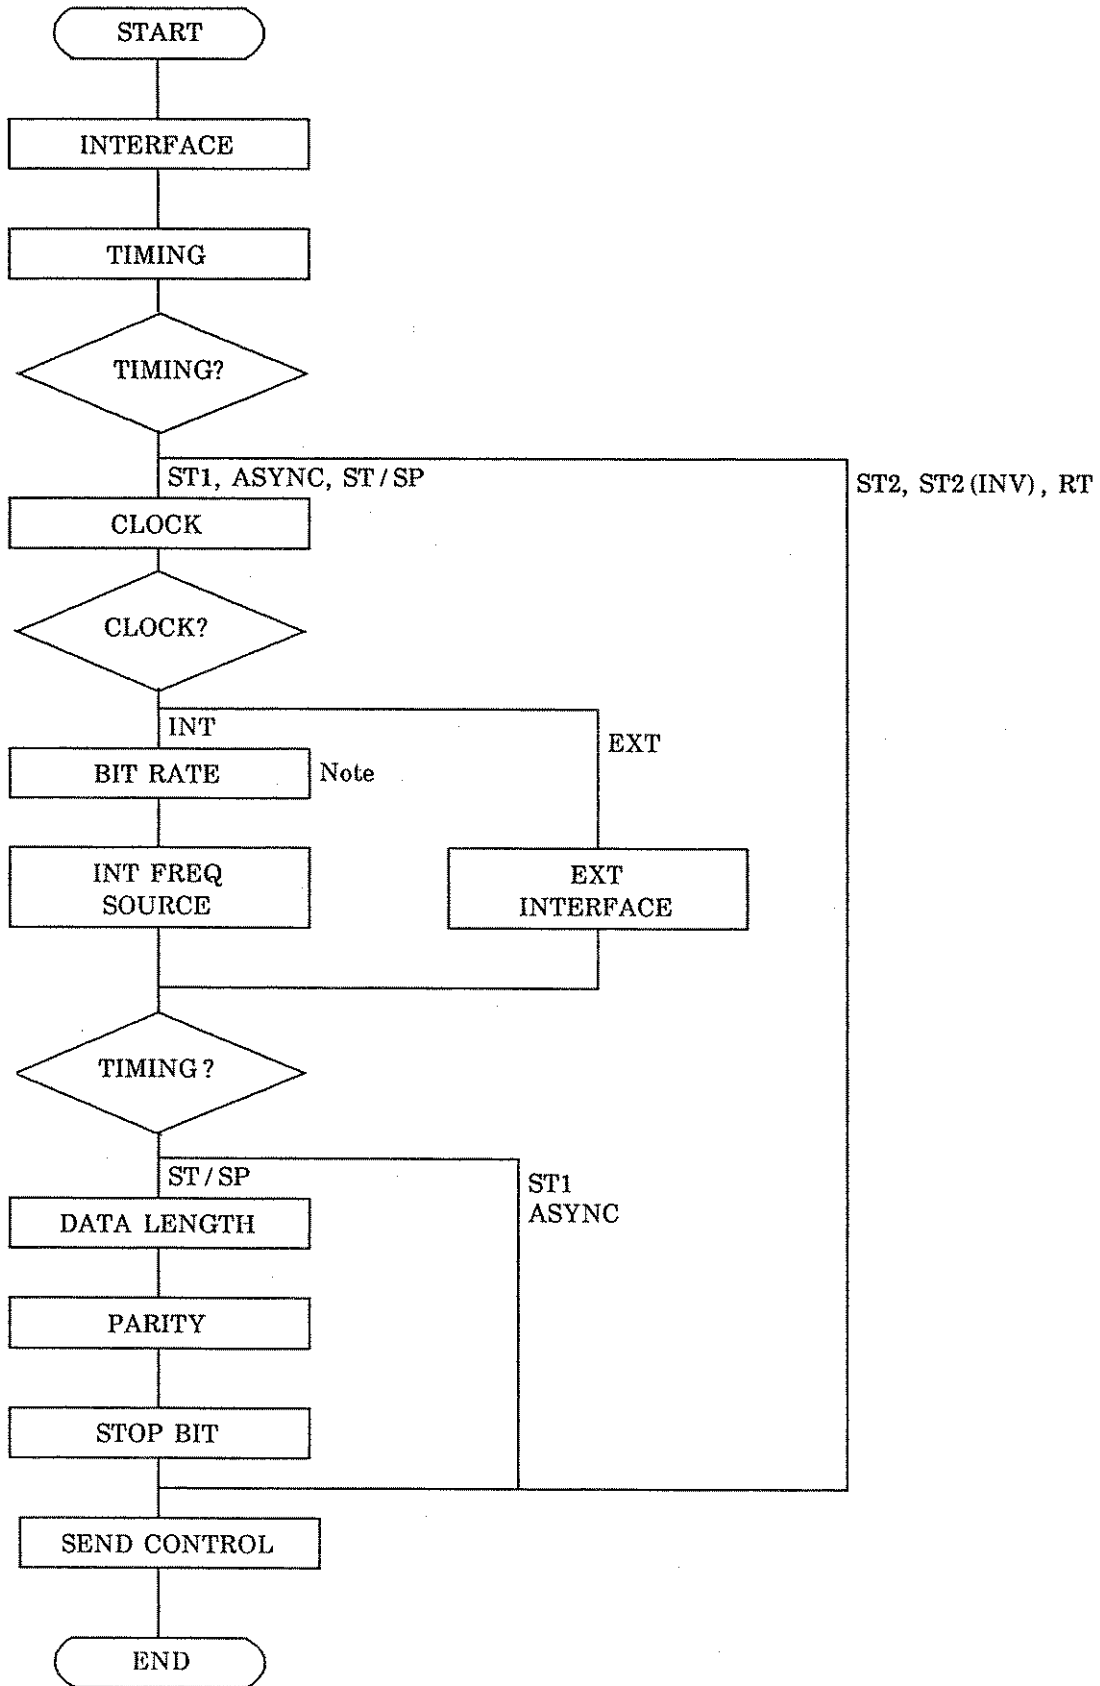 START
INTERFACE
TIMING
TIMING?
ST1, ASYNC, ST/SP
ST2, ST2(INV), RT
CLOCK
CLOCK?
INT
EXT
BIT RATE
Note
INT FREQ
SOURCE
EXT
INTERFACE
TIMING?
ST/SP
ST1
ASYNC
DATA LENGTH
PARITY
STOP BIT
SEND CONTROL
END